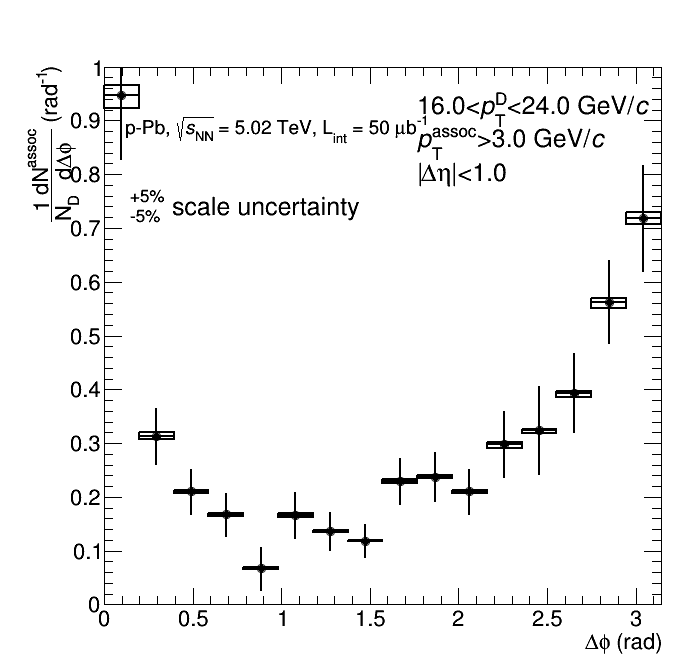 1 dN^assoc / N_D dΔϕ (rad^-1)
1
0.9
0.8
0.7
0.6
0.5
0.4
0.3
0.2
0.1
0
p-Pb, √s_NN = 5.02 TeV, L_int = 50 μb^-1
16.0<p_T^D<24.0 GeV/c
p_T^assoc>3.0 GeV/c
|Δη|<1.0
+5%
-5% scale uncertainty
0 0.5 1 1.5 2 2.5 3
Δϕ (rad)